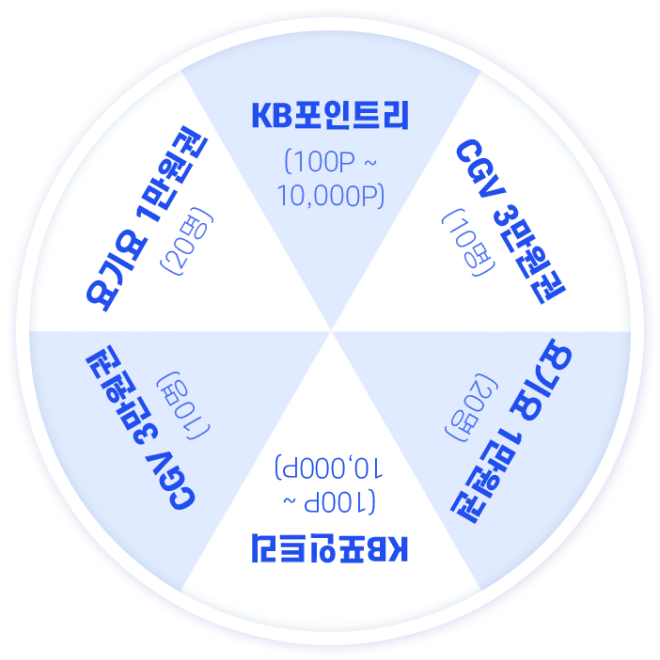 KB포인트리
(100P ~
10,000P)
CGV 3만원권
(10명)
요기요 1만원권
(20명)
KB포인트리
(100P ~
10,000P)
CGV 3만원권
(10명)
요기요 1만원권
(20명)